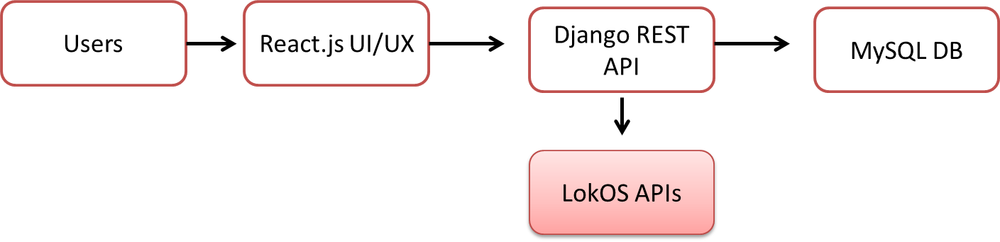 Users
React.js UI/UX
Django REST
API
MySQL DB
LokOS APIs